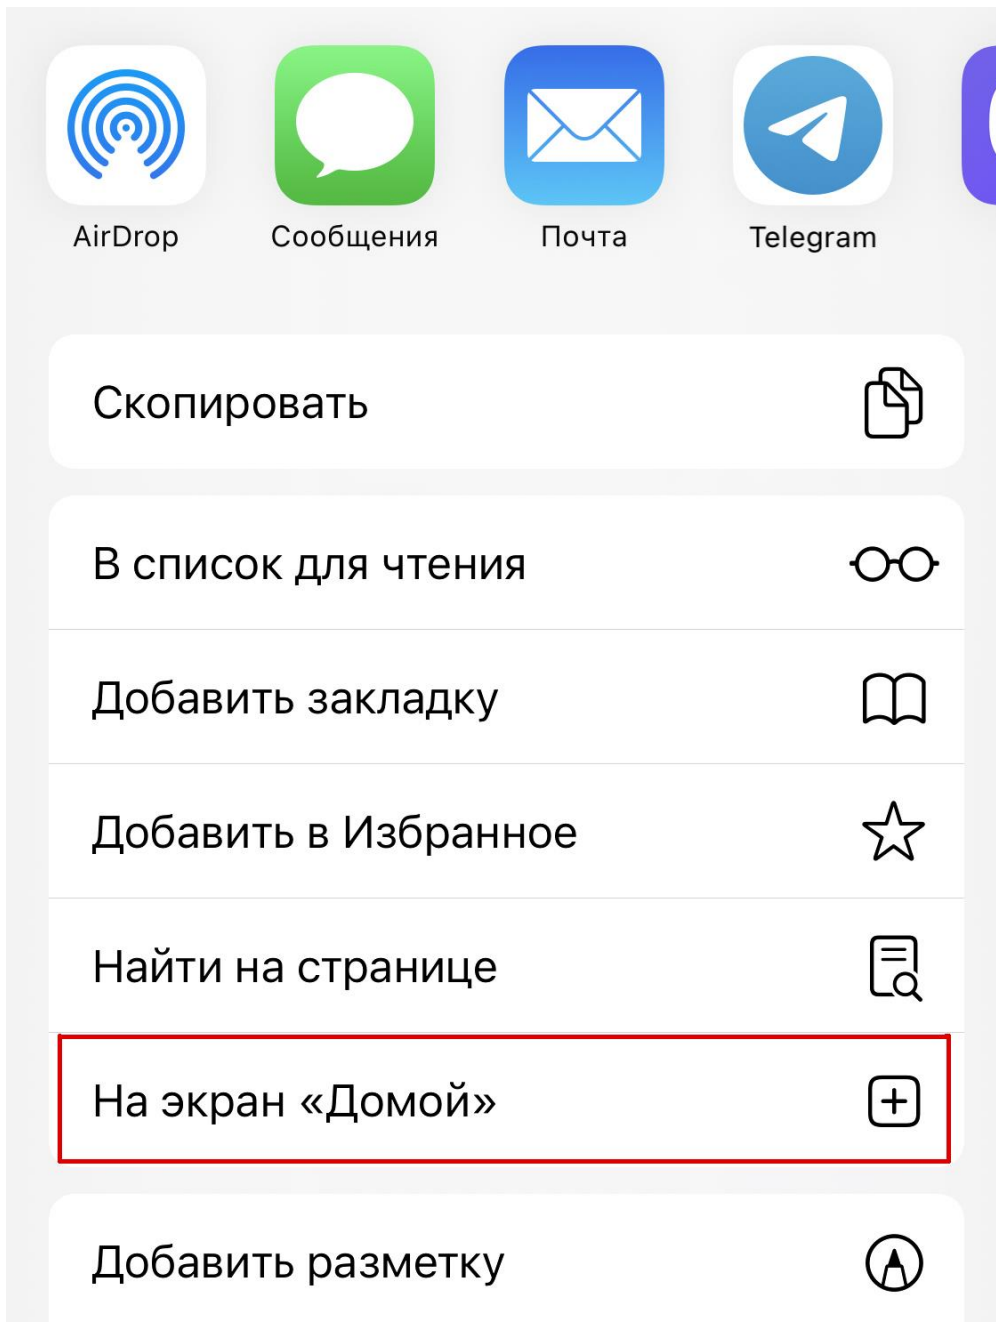 AirDrop
Сообщения
Почта
Telegram
Скопировать
В список для чтения
Добавить закладку
Добавить в Избранное
Найти на странице
На экран «Домой»
Добавить разметку